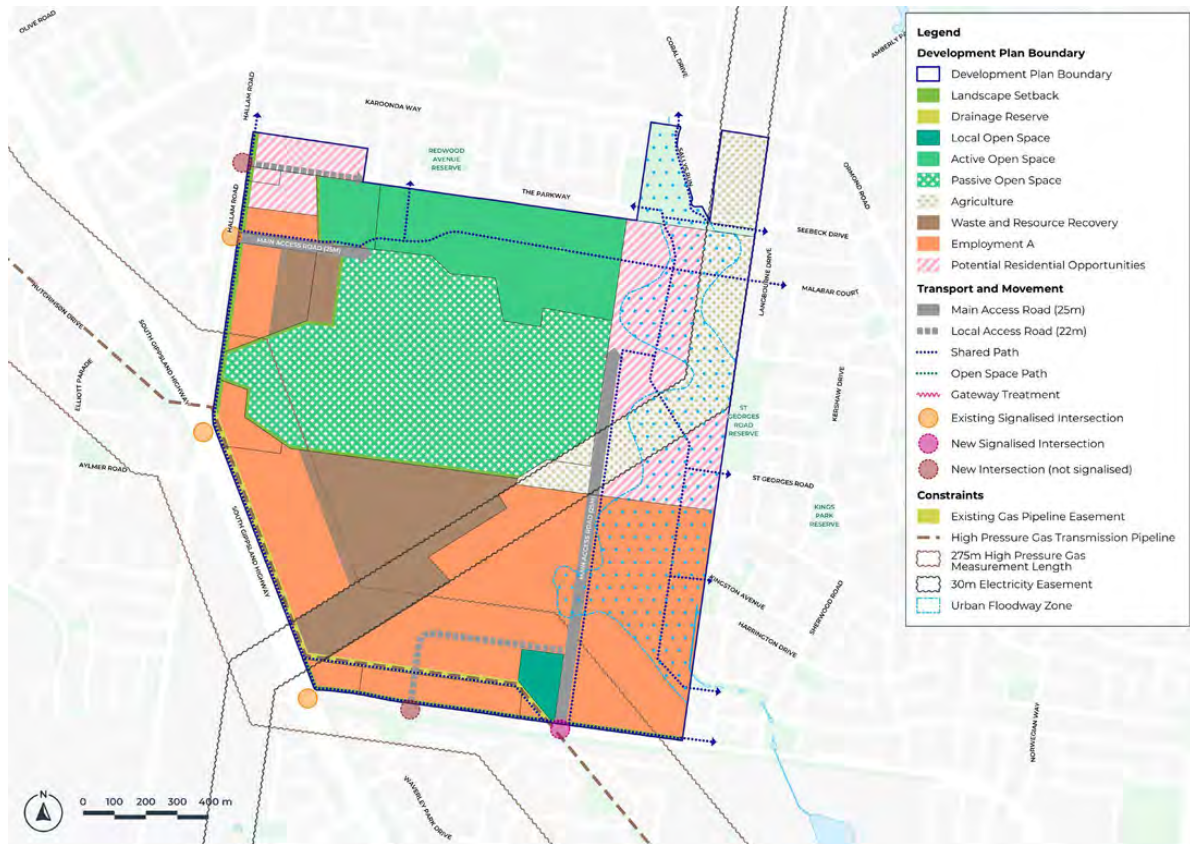 OLIVE ROAD
HALLAM ROAD
KAROONDA WAY
CORAL DRIVE
REDWOOD
AVENUE
RESERVE
THE PARKWAY
HALLAM ROAD
MAIN ACCESS ROAD (25M)
ORMOND ROAD
SEEBECK DRIVE
LANGBOURNE DRIVE
MALABAR COURT
HUTCHINSON DRIVE
SOUTH GIPPSLAND HIGHWAY
ELLIOTT PARADE
KERSHAW DRIVE
ST
GEORGES
ROAD
RESERVE
AYLMER ROAD
ST GEORGES ROAD
KINGS
PARK
RESERVE
SOUTH GIPPSLAND HIGHWAY
MAIN ACCESS ROAD (25M)
KINGSTON AVENUE
SHERWOOD ROAD
HARRINGTON DRIVE
NORWEGIAN WAY
WAVERLEY PARK DRIVE
N
0 100 200 300 400 m
Legend
Development Plan Boundary
Development Plan Boundary
Landscape Setback
Drainage Reserve
Local Open Space
Active Open Space
Passive Open Space
Agriculture
Waste and Resource Recovery
Employment A
Potential Residential Opportunities
Transport and Movement
Main Access Road (25m)
Local Access Road (22m)
Shared Path
Open Space Path
Gateway Treatment
Existing Signalised Intersection
New Signalised Intersection
New Intersection (not signalised)
Constraints
Existing Gas Pipeline Easement
High Pressure Gas Transmission Pipeline
275m High Pressure Gas
Measurement Length
30m Electricity Easement
Urban Floodway Zone